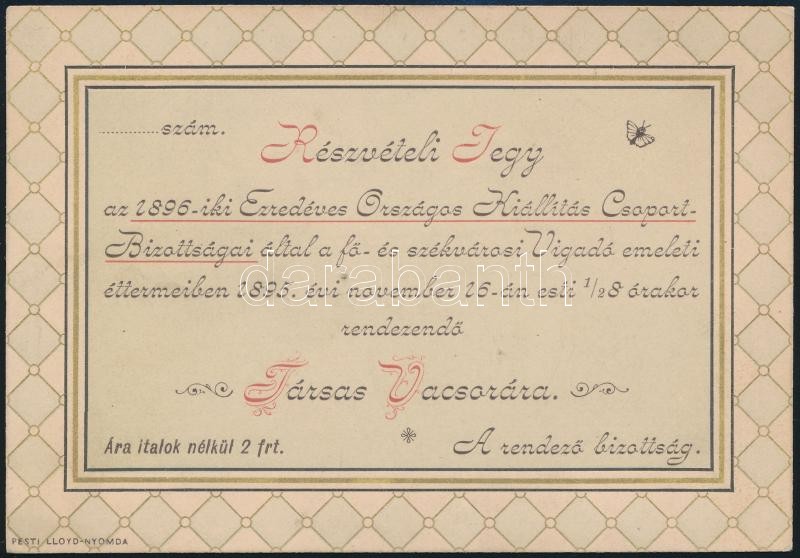 ............szám.
Részvételi Jegy
az 1896-iki Ezredéves Országos Kiállítás Csoport-
Bizottságai által a fő- és székvárosi Vigadó emeleti
éttermeiben 1895. évi november 16-án esti 1/28 órakor
rendezendő
Társas Vacsorára.
Ára italok nélkül 2 frt.
A rendező bizottság.
PESTI LLOYD-NYOMDA
darabanth